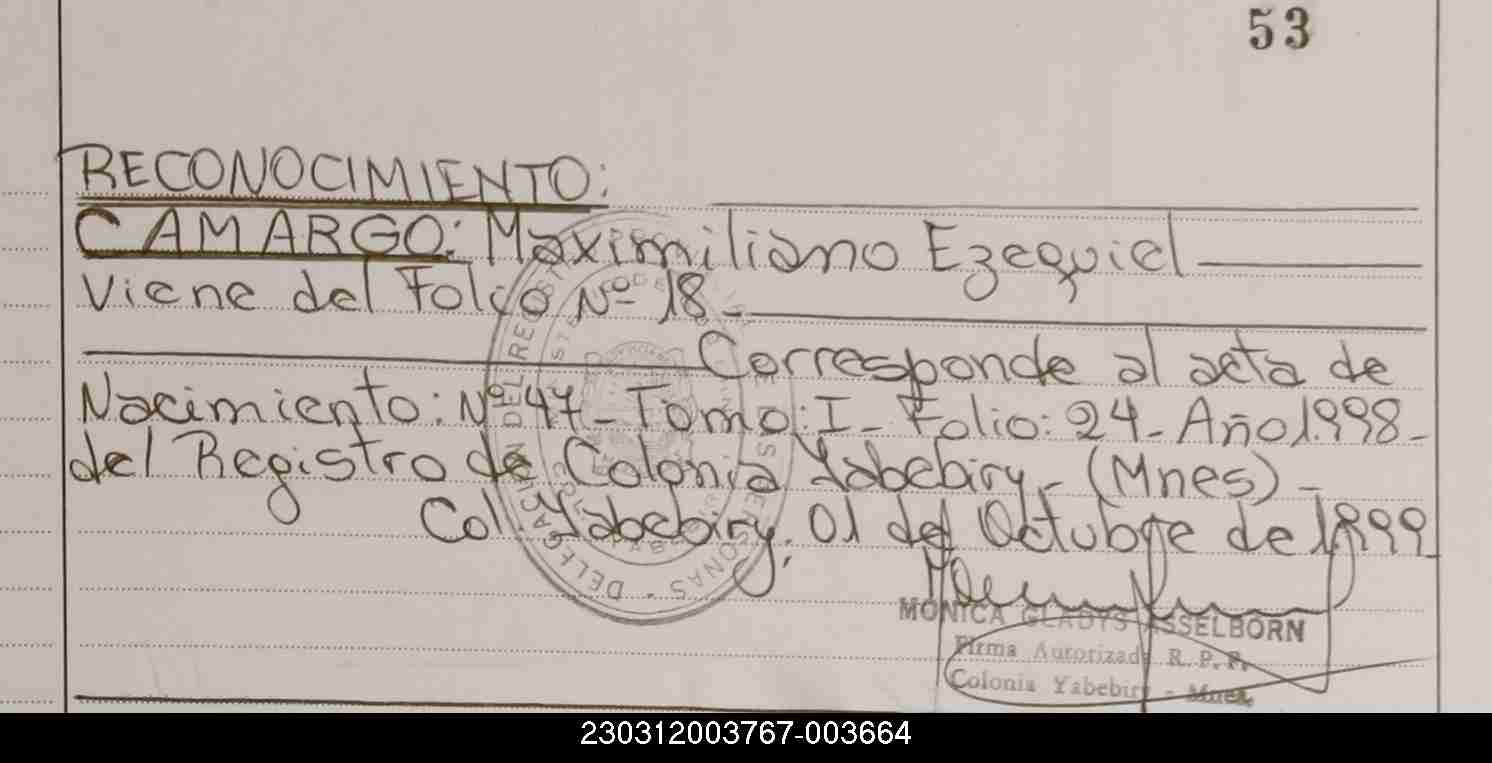 53
RECONOCIMIENTO:
CAMARGO: Maximiliano Ezequiel
Viene del Folio Nº 18-
Corresponde al acta de
Nacimiento: Nº 47- Tomo: I- Folio: 24- Año 1.998-
del Registro de Colonia Yabebiry- (Mnes)-
Col. Yabebiry, 01 de Octubre de 1.999-
MONICA GLADYS ASSELBORN
Firma Autorizada R. P. P.
Colonia Yabebiry - Mnes.
230312003767-003664